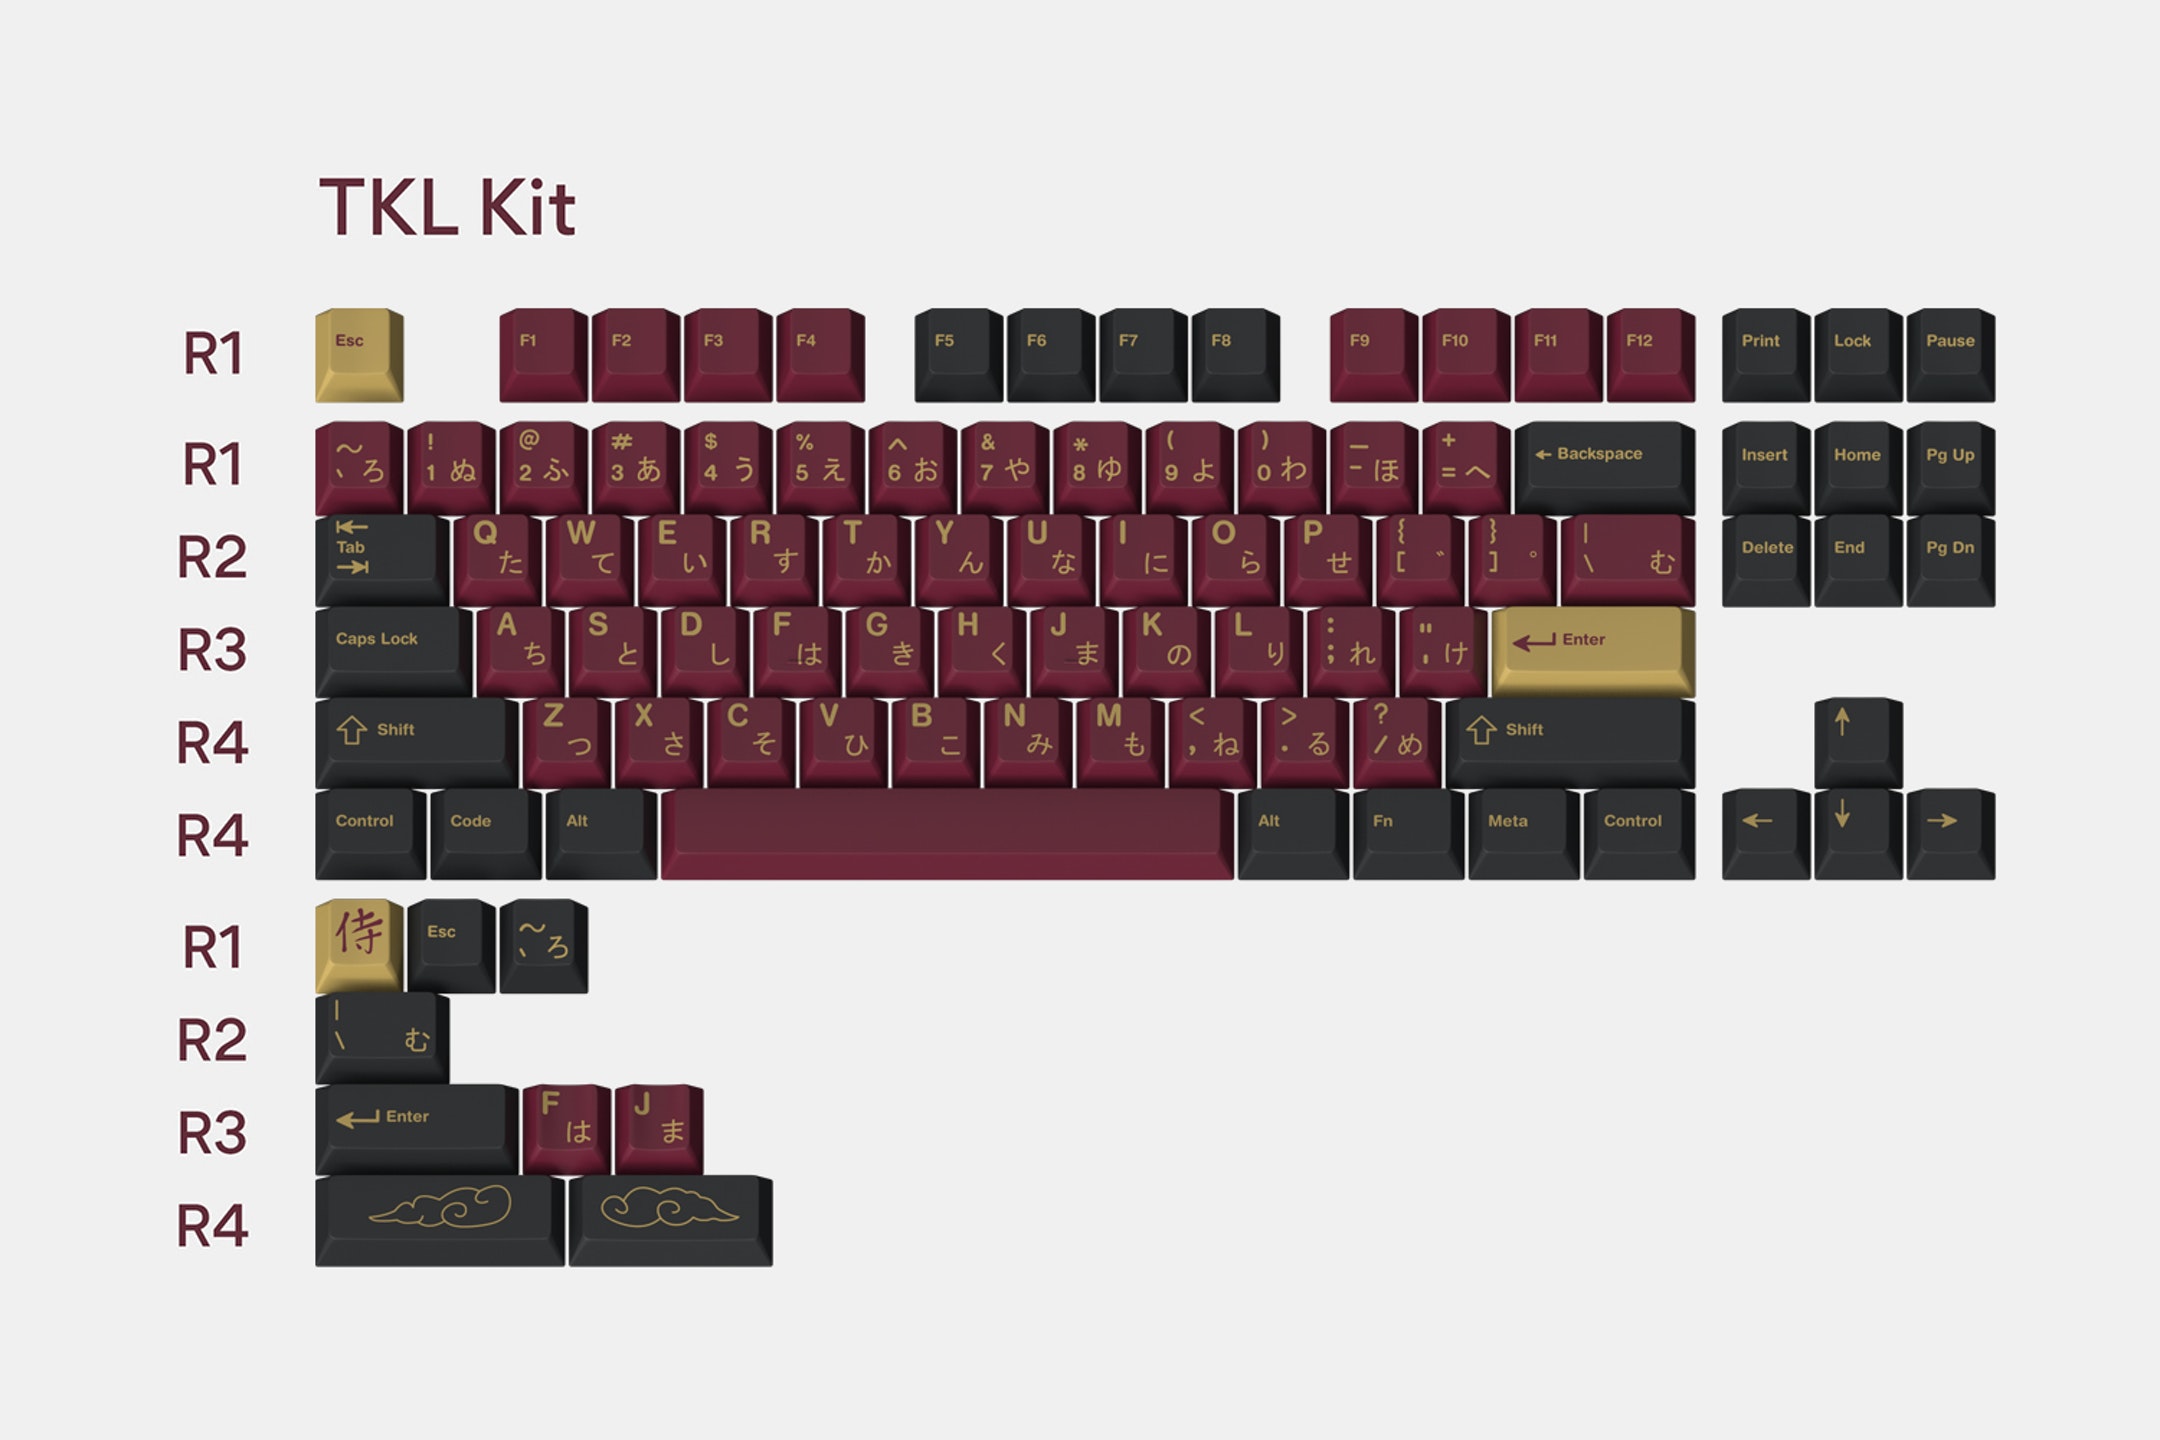 TKL Kit
R1 Esc F1 F2 F3 F4 F5 F6 F7 F8 F9 F10 F11 F12 Print Lock Pause
R1 ~ ` ろ ! 1 ぬ @ 2 ふ # 3 あ $ 4 う % 5 え ^ 6 お & 7 や * 8 ゆ ( 9 よ ) 0 わ _ - ほ + = へ ← Backspace Insert Home Pg Up
R2 ⇤ Tab ⇥ Q た W て E い R す T か Y ん U な I に O ら P せ { [ ゛ } ] ゜ | \ む Delete End Pg Dn
R3 Caps Lock A ち S と D し F は G き H く J ま K の L り : ; れ " ' け ↵ Enter
R4 ⇧ Shift Z つ X さ C そ V ひ B こ N み M も < , ね > . る ? / め ⇧ Shift ↑
R4 Control Code Alt Alt Fn Meta Control ← ↓ →
R1 侍 Esc ~ ` ろ
R2 | \ む
R3 ↵ Enter F は J ま
R4